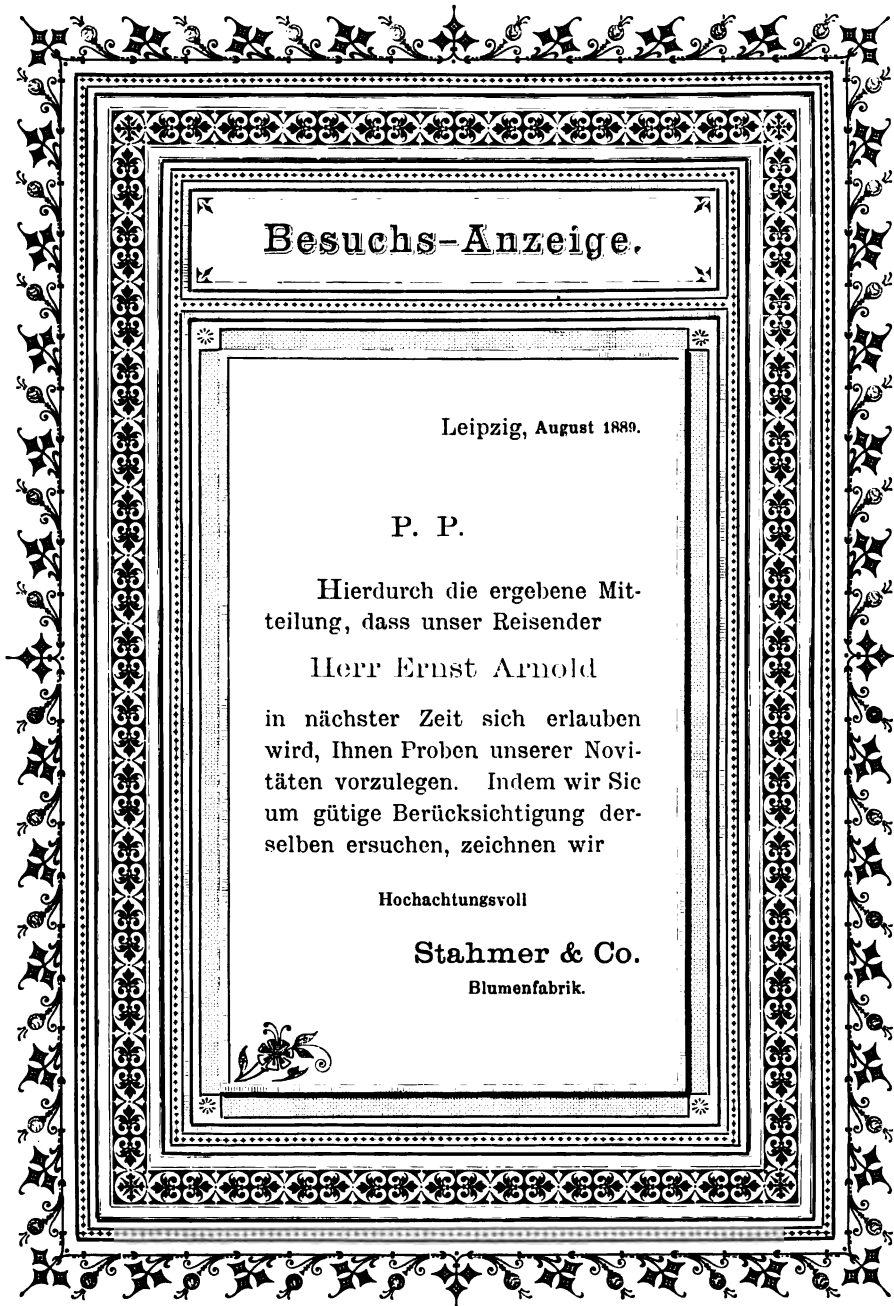 Besuchs-Anzeige.
Leipzig, August 1889.
P. P.
Hierdurch die ergebene Mit-
teilung, dass unser Reisender
Herr Ernst Arnold
in nächster Zeit sich erlauben
wird, Ihnen Proben unserer Novi-
täten vorzulegen. Indem wir Sie
um gütige Berücksichtigung der-
selben ersuchen, zeichnen wir
Hochachtungsvoll
Stahmer & Co.
Blumenfabrik.